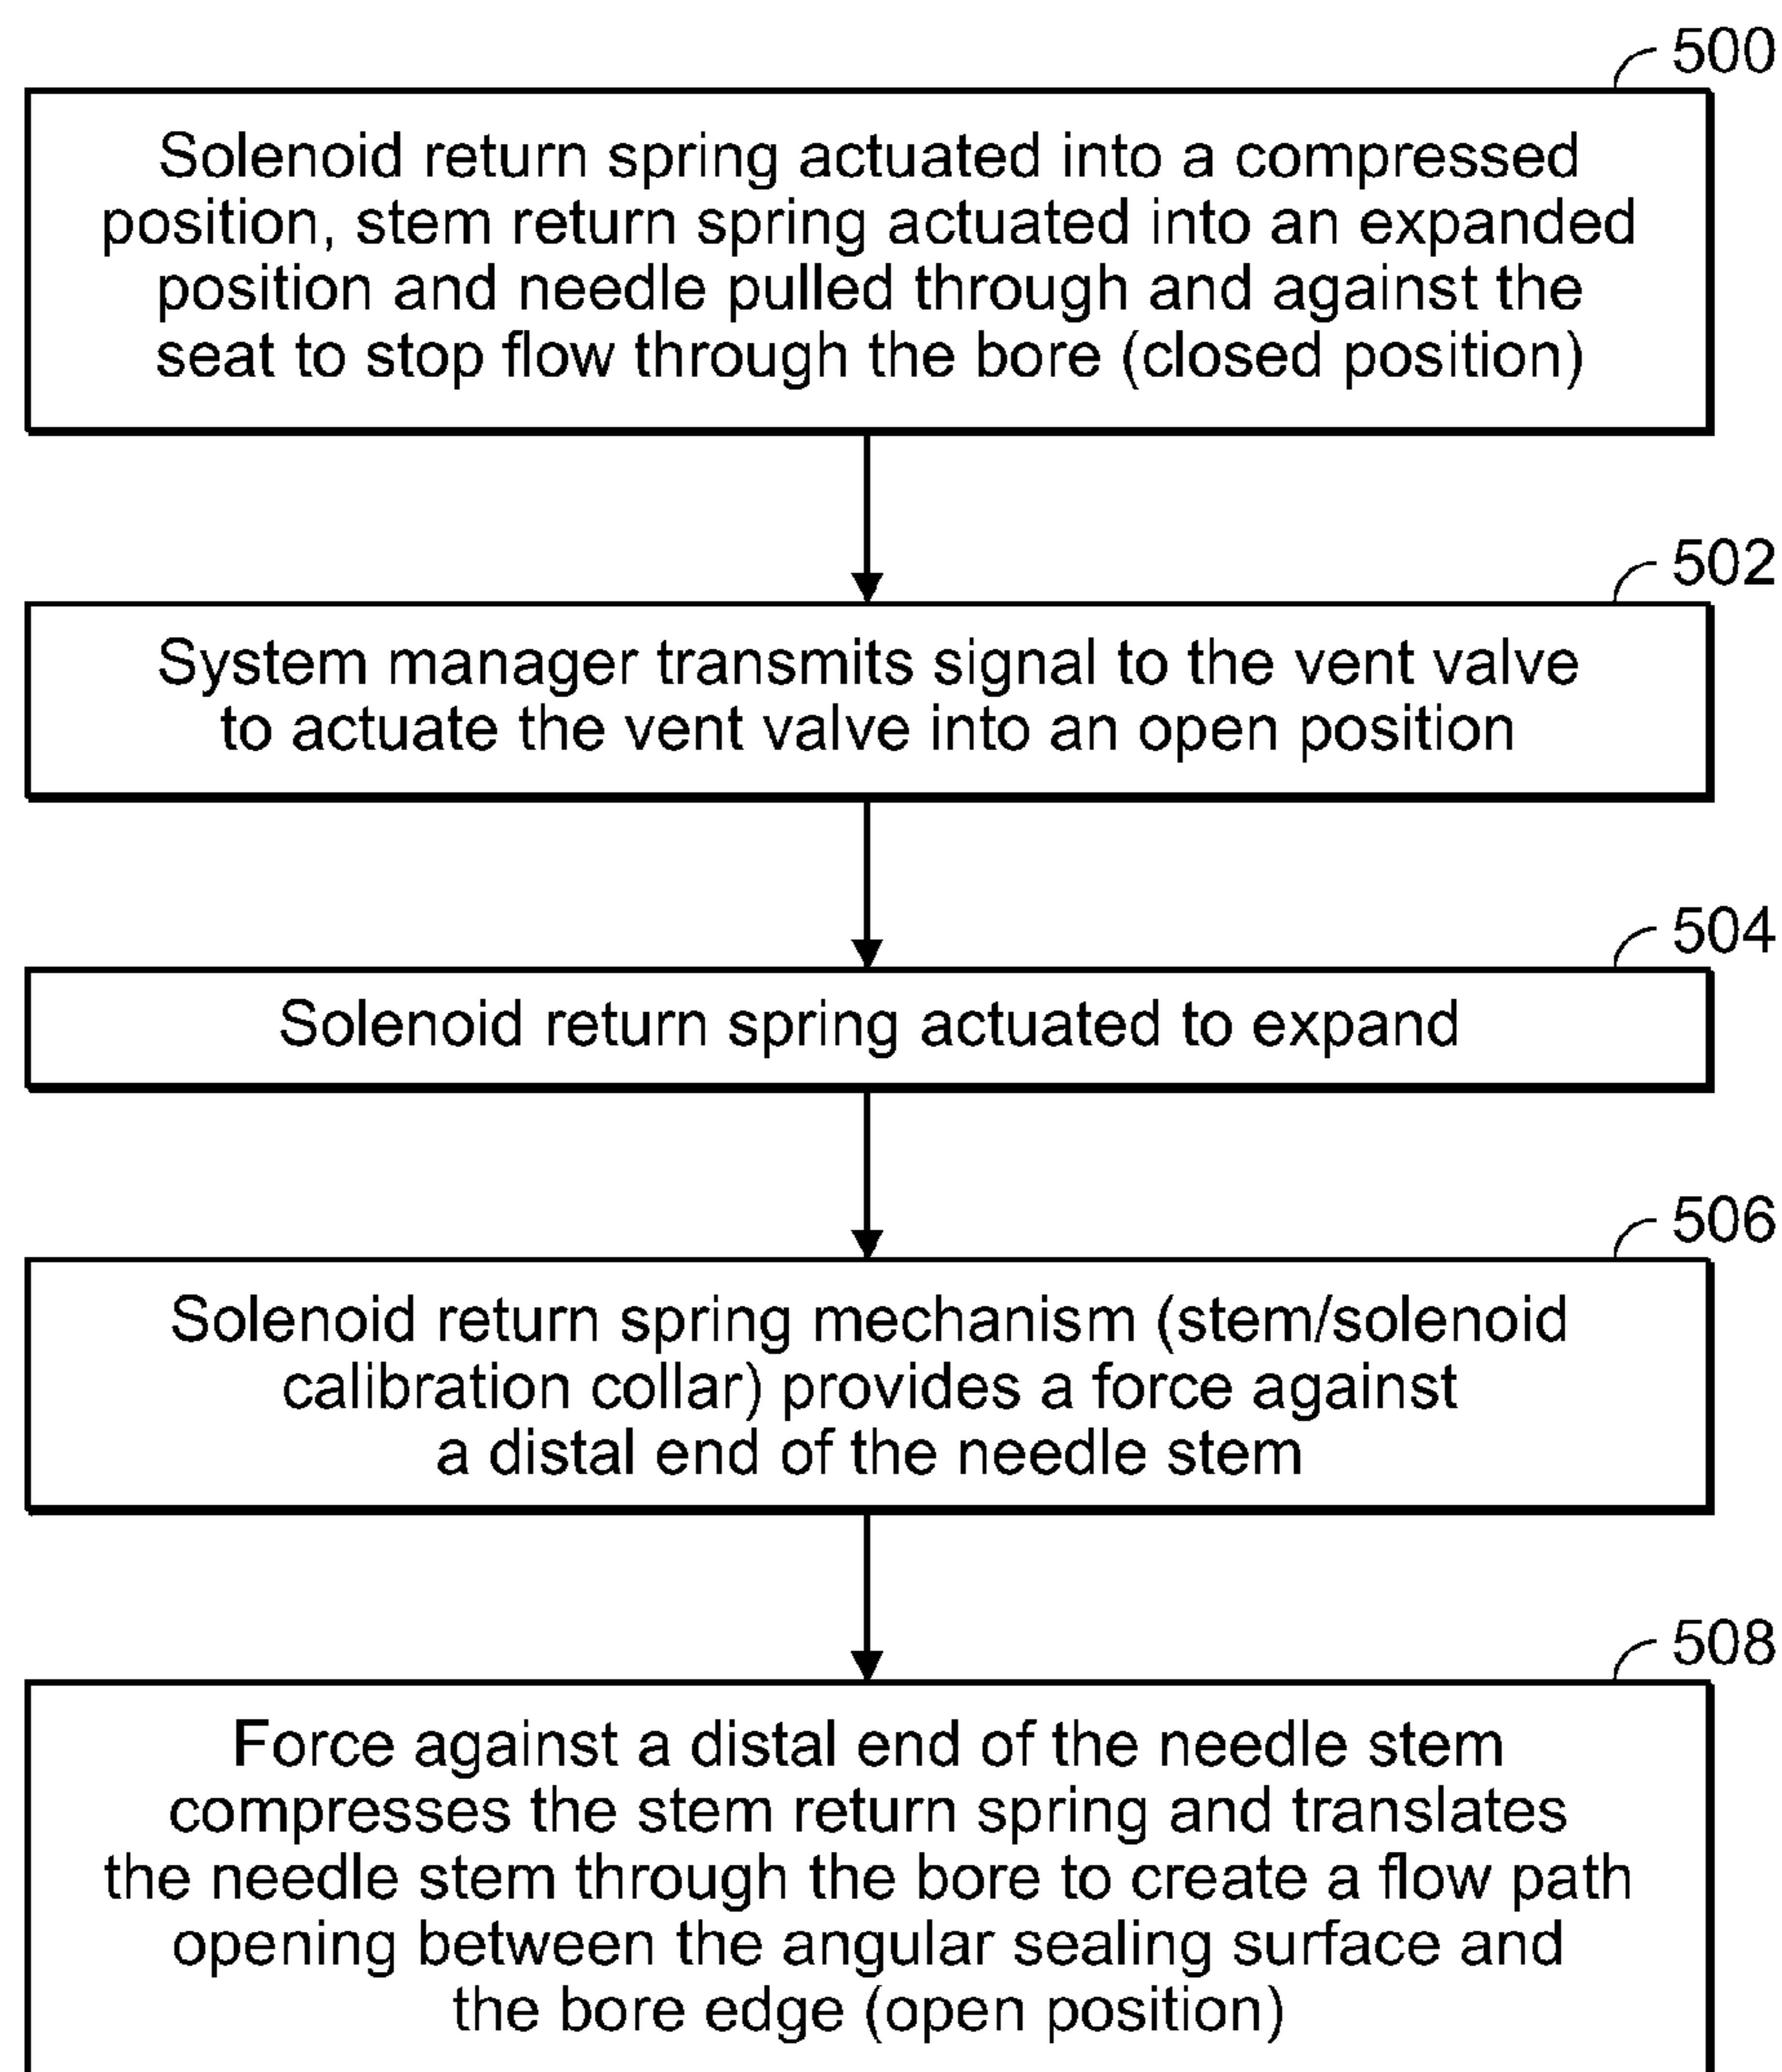 500
Solenoid return spring actuated into a compressed
position, stem return spring actuated into an expanded
position and needle pulled through and against the
seat to stop flow through the bore (closed position)
502
System manager transmits signal to the vent valve
to actuate the vent valve into an open position
504
Solenoid return spring actuated to expand
506
Solenoid return spring mechanism (stem/solenoid
calibration collar) provides a force against
a distal end of the needle stem
508
Force against a distal end of the needle stem
compresses the stem return spring and translates
the needle stem through the bore to create a flow path
opening between the angular sealing surface and
the bore edge (open position)